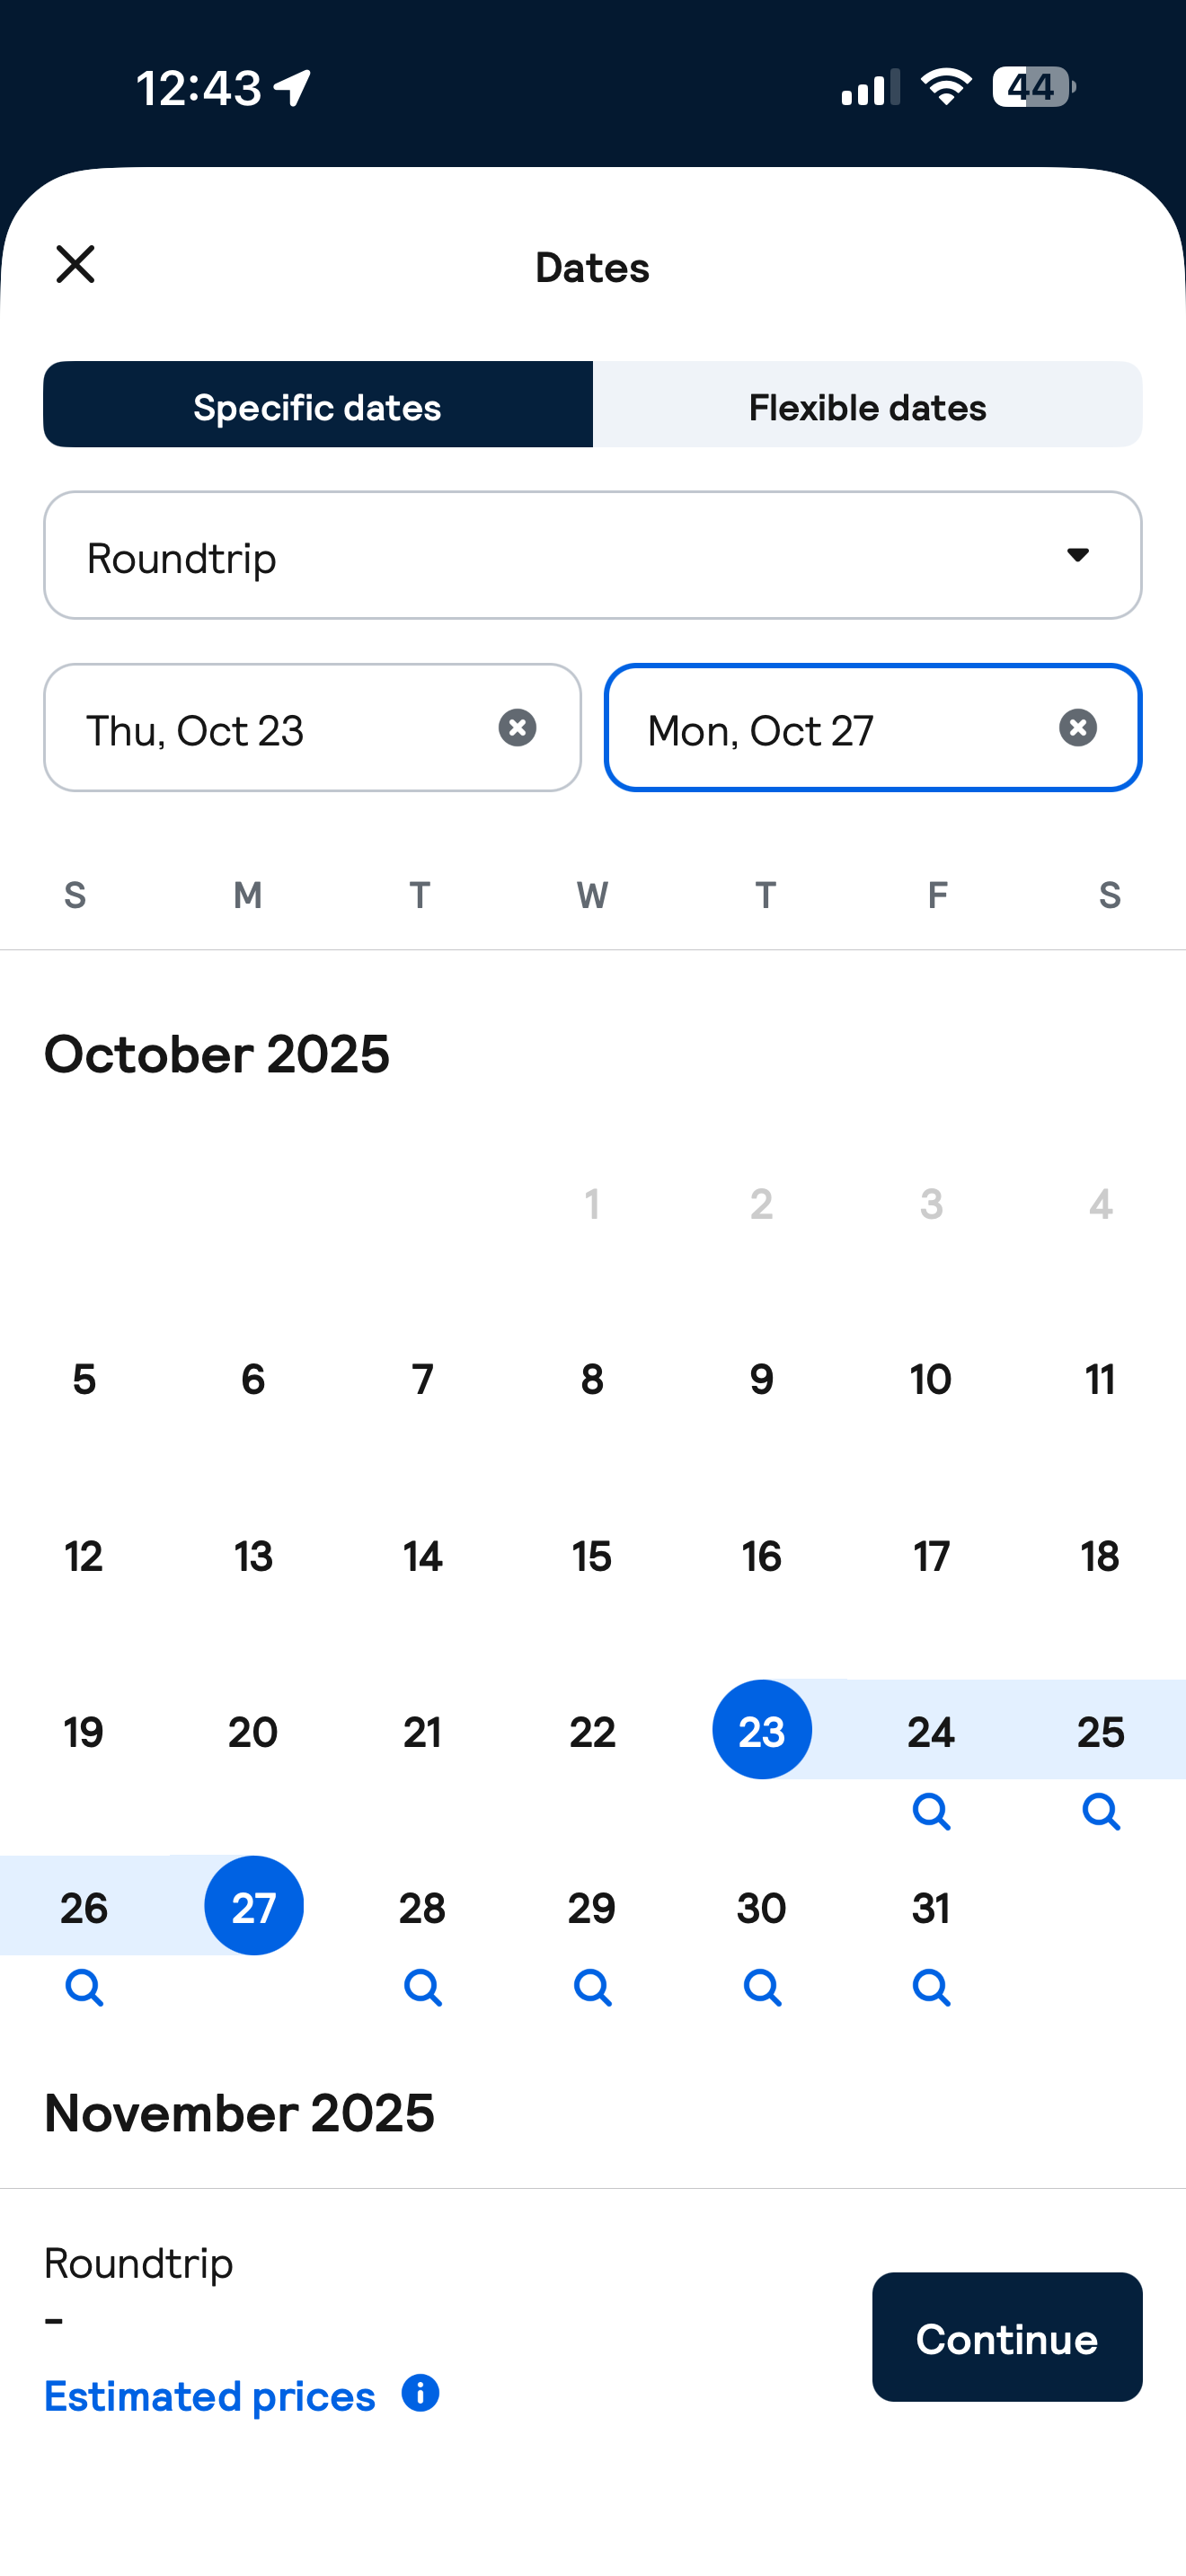 12:43
44
Dates
Specific dates Flexible dates
Roundtrip
Thu, Oct 23 Mon, Oct 27
S M T W T F S
October 2025
1 2 3 4
5 6 7 8 9 10 11
12 13 14 15 16 17 18
19 20 21 22 23 24 25
26 27 28 29 30 31
November 2025
Roundtrip
-
Estimated prices
Continue